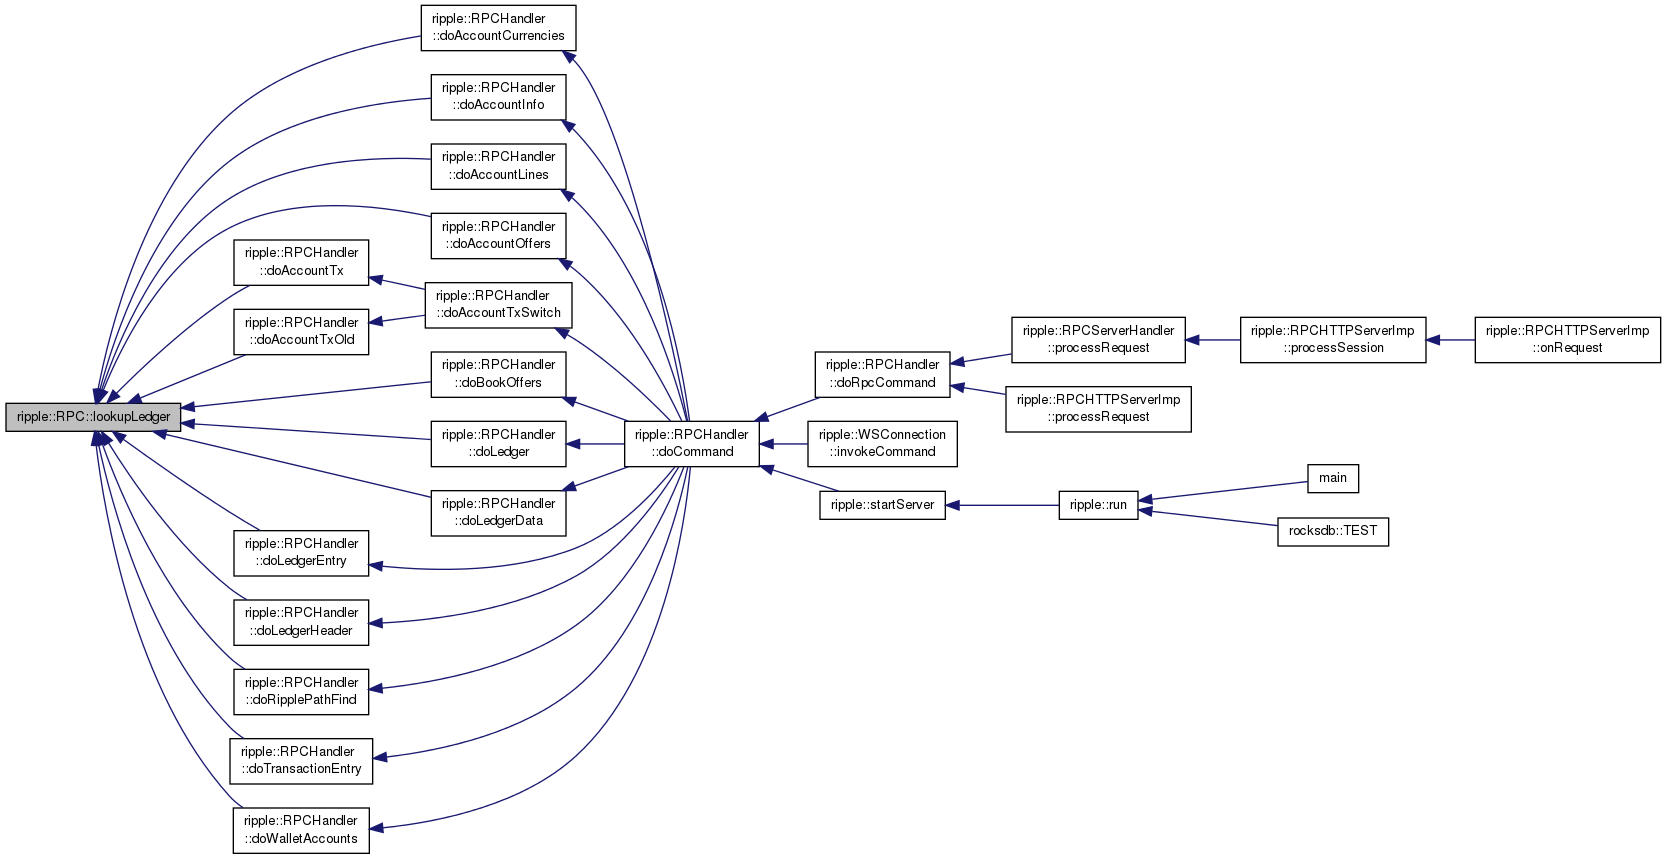 ripple::RPCHandler
::doAccountCurrencies
ripple::RPCHandler
::doAccountInfo
ripple::RPCHandler
::doAccountLines
ripple::RPCHandler
::doAccountOffers
ripple::RPCHandler
::doAccountTx
ripple::RPCHandler
::doAccountTxSwitch
ripple::RPCHandler
::doAccountTxOld
ripple::RPCHandler
::doBookOffers
ripple::RPC::lookupLedger
ripple::RPCHandler
::doLedger
ripple::RPCHandler
::doLedgerData
ripple::RPCHandler
::doLedgerEntry
ripple::RPCHandler
::doLedgerHeader
ripple::RPCHandler
::doRipplePathFind
ripple::RPCHandler
::doTransactionEntry
ripple::RPCHandler
::doWalletAccounts
ripple::RPCHandler
::doCommand
ripple::RPCHandler
::doRpcCommand
ripple::WSConnection
::invokeCommand
ripple::startServer
ripple::RPCServerHandler
::processRequest
ripple::RPCHTTPServerImp
::processRequest
ripple::run
ripple::RPCHTTPServerImp
::processSession
ripple::RPCHTTPServerImp
::onRequest
main
rocksdb::TEST